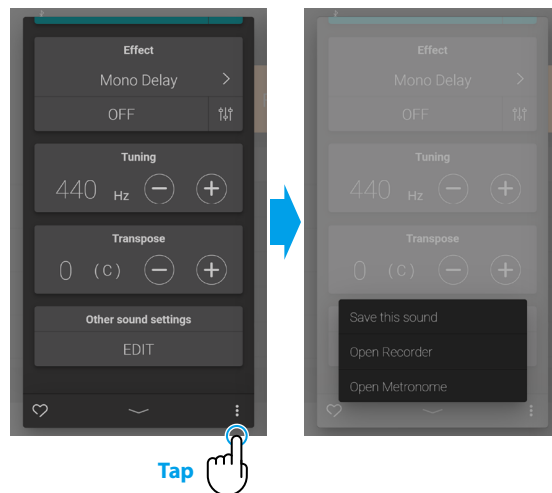 Effect
Mono Delay
OFF
Tuning
440 Hz
Transpose
0 (C)
Other sound settings
EDIT
Tap
Effect
Mono Delay
OFF
Tuning
440 Hz
Transpose
0 (C)
Save this sound
Open Recorder
Open Metronome